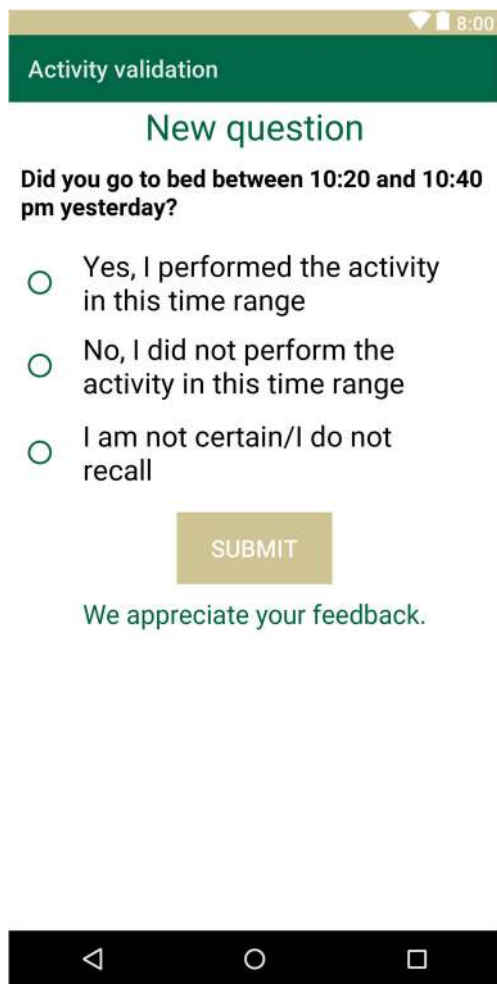 8:00
Activity validation
New question
Did you go to bed between 10:20 and 10:40
pm yesterday?
Yes, I performed the activity
in this time range
No, I did not perform the
activity in this time range
I am not certain/I do not
recall
SUBMIT
We appreciate your feedback.